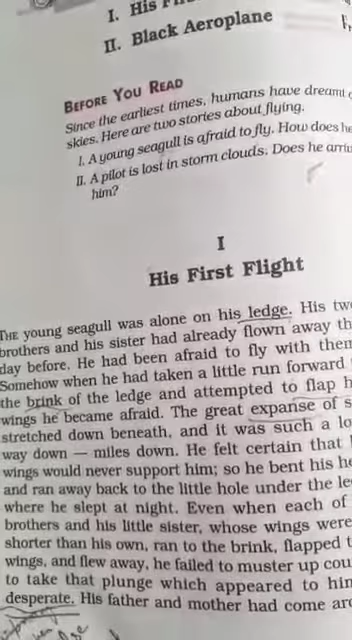 I. His
II. Black Aeroplane
BEFORE YOU READ
Since the earliest times, humans have dreamt
skies. Here are two stories about flying.
I. A young seagull is afraid to fly. How does he
II. A pilot is lost in storm clouds. Does he
him?
I
His First Flight
THE young seagull was alone on his ledge. His
brothers and his sister had already flown away
day before. He had been afraid to fly with them
Somehow when he had taken a little run forward
the brink of the ledge and attempted to flap
wings he became afraid. The great expanse of
stretched down beneath, and it was such a
way down — miles down. He felt certain that
wings would never support him; so he bent his
and ran away back to the little hole under the
where he slept at night. Even when each of
brothers and his little sister, whose wings were
shorter than his own, ran to the brink, flapped
wings, and flew away, he failed to muster up
to take that plunge which appeared to
desperate. His father and mother had come